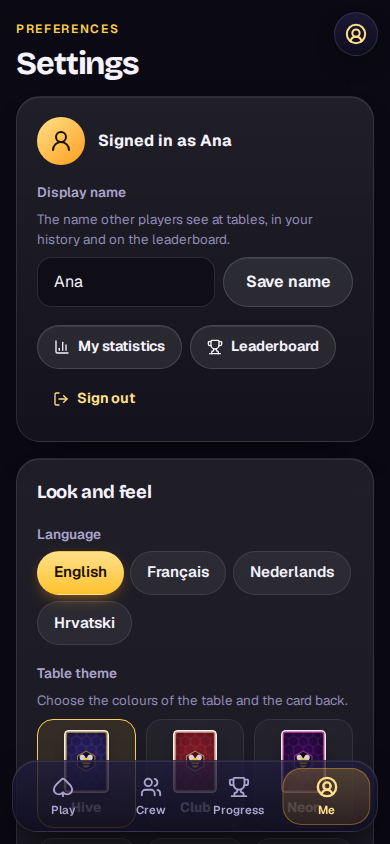 PREFERENCES
Settings
Signed in as Ana
Display name
The name other players see at tables, in your
history and on the leaderboard.
Ana
Save name
My statistics
Leaderboard
Sign out
Look and feel
Language
English
Français
Nederlands
Hrvatski
Table theme
Choose the colours of the table and the card back.
Hive
Club
Neon
Play
Crew
Progress
Me